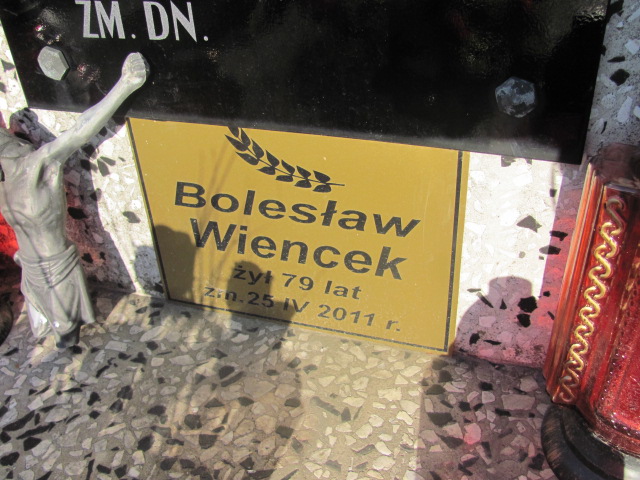 ZM. DN.
Bolesław
Wiencek
żył 79 lat
zm. 25 IV 2011 r.